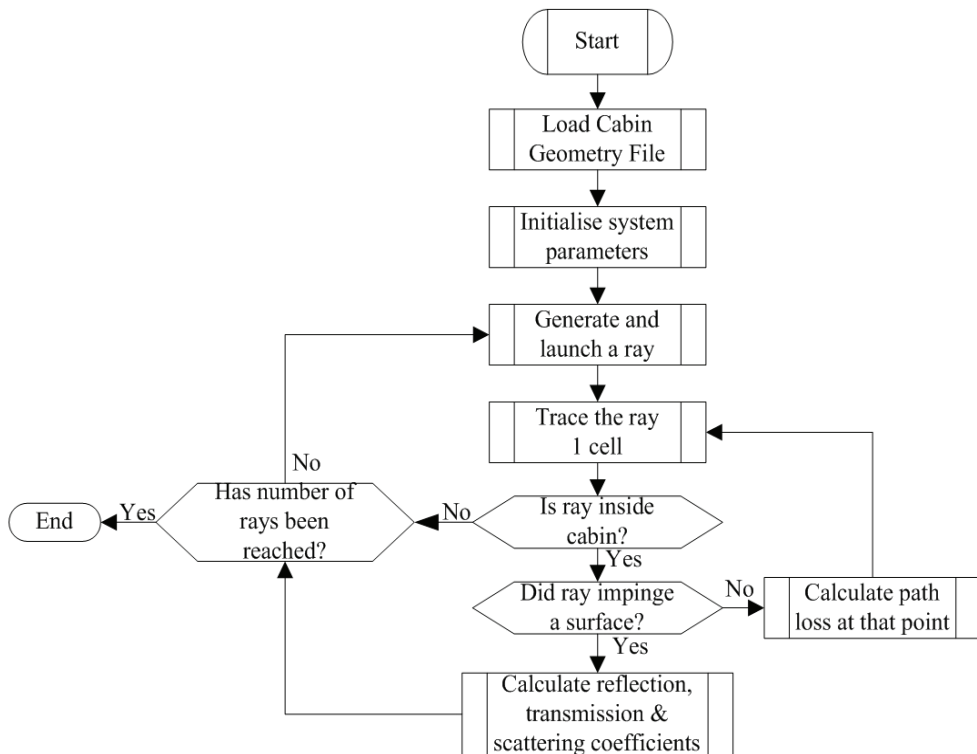 Start
Load Cabin
Geometry File
Initialise system
parameters
Generate and
launch a ray
Trace the ray
1 cell
No
Has number of
rays been
reached?
Yes
End
No
Is ray inside
cabin?
Yes
Did ray impinge
a surface?
No
Calculate path
loss at that point
Yes
Calculate reflection,
transmission &
scattering coefficients